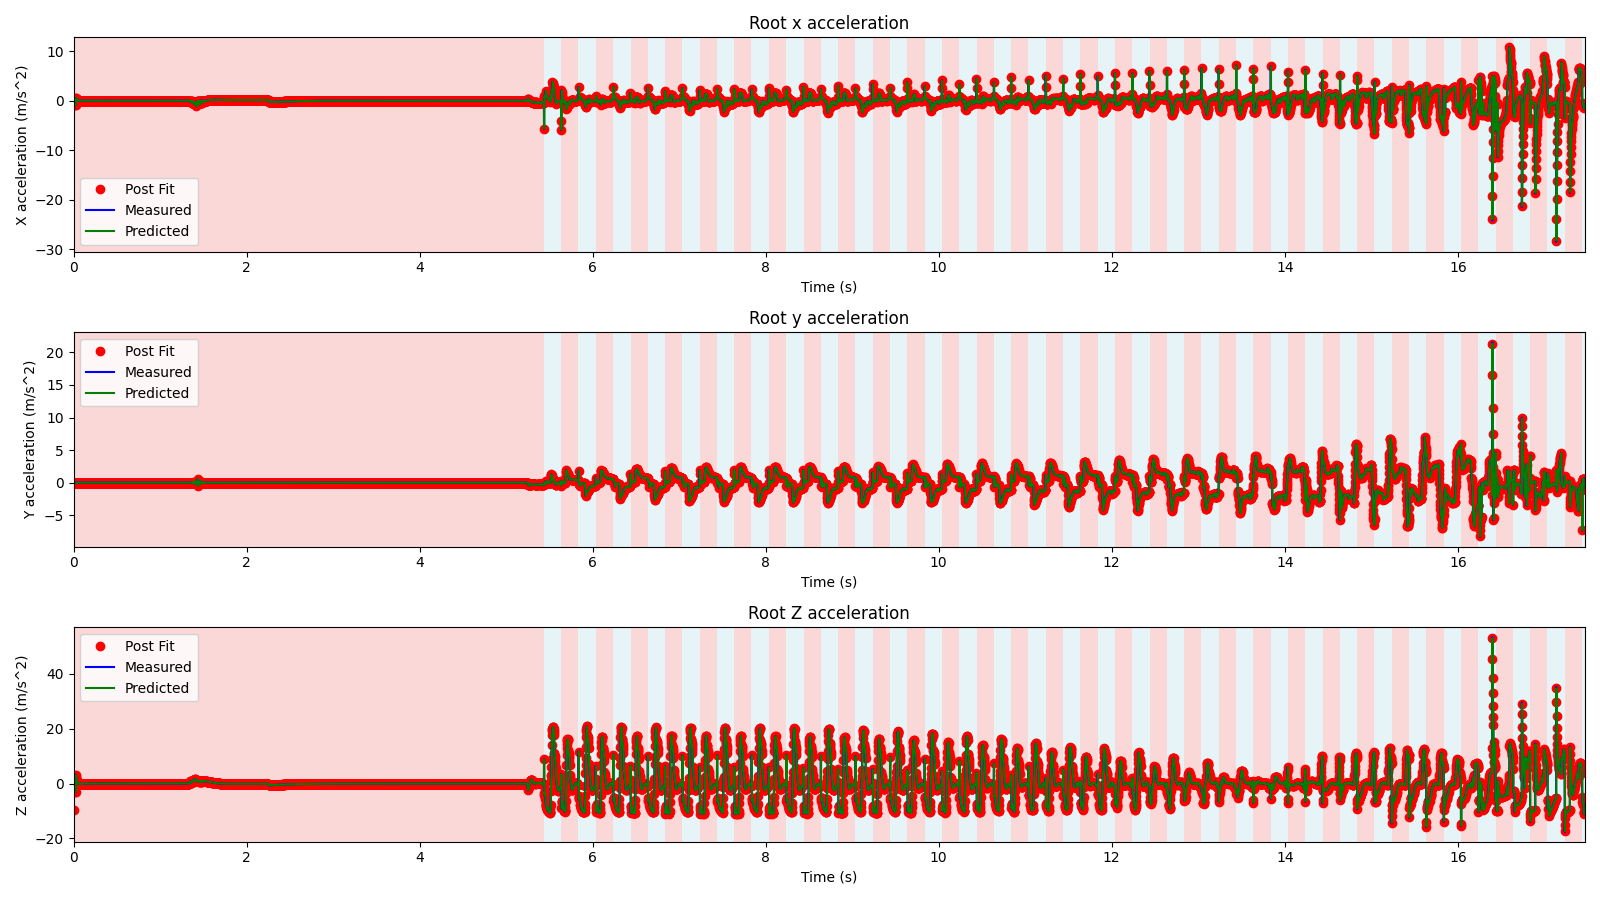 Root x acceleration
X acceleration (m/s^2)
10
0
−10
−20
−30
Post Fit
Measured
Predicted
0 2 4 6 8 10 12 14 16
Time (s)
Root y acceleration
Y acceleration (m/s^2)
20
15
10
5
0
−5
Post Fit
Measured
Predicted
0 2 4 6 8 10 12 14 16
Time (s)
Root Z acceleration
Z acceleration (m/s^2)
40
20
0
−20
Post Fit
Measured
Predicted
0 2 4 6 8 10 12 14 16
Time (s)